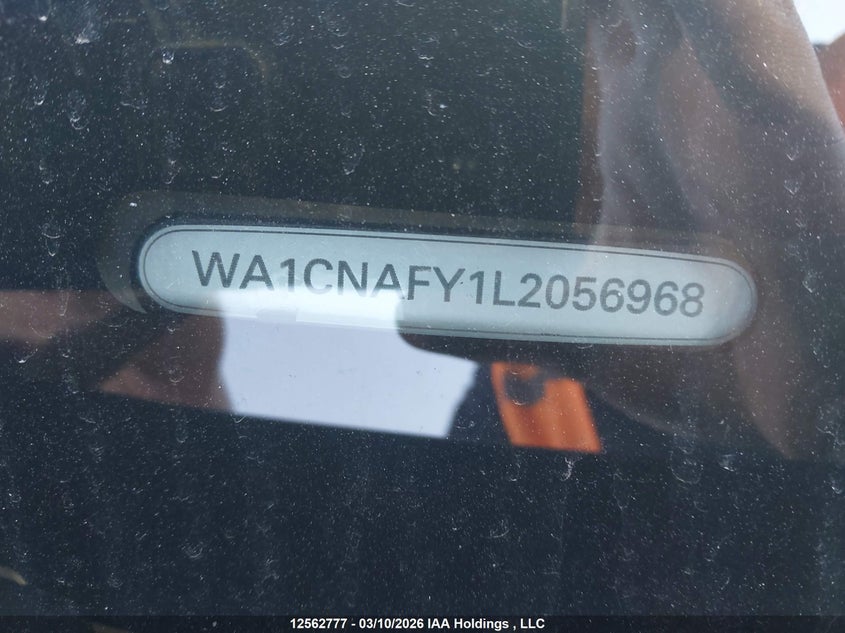 WA1CNAFY1L2056968
12562777 - 03/10/2026 IAA Holdings , LLC